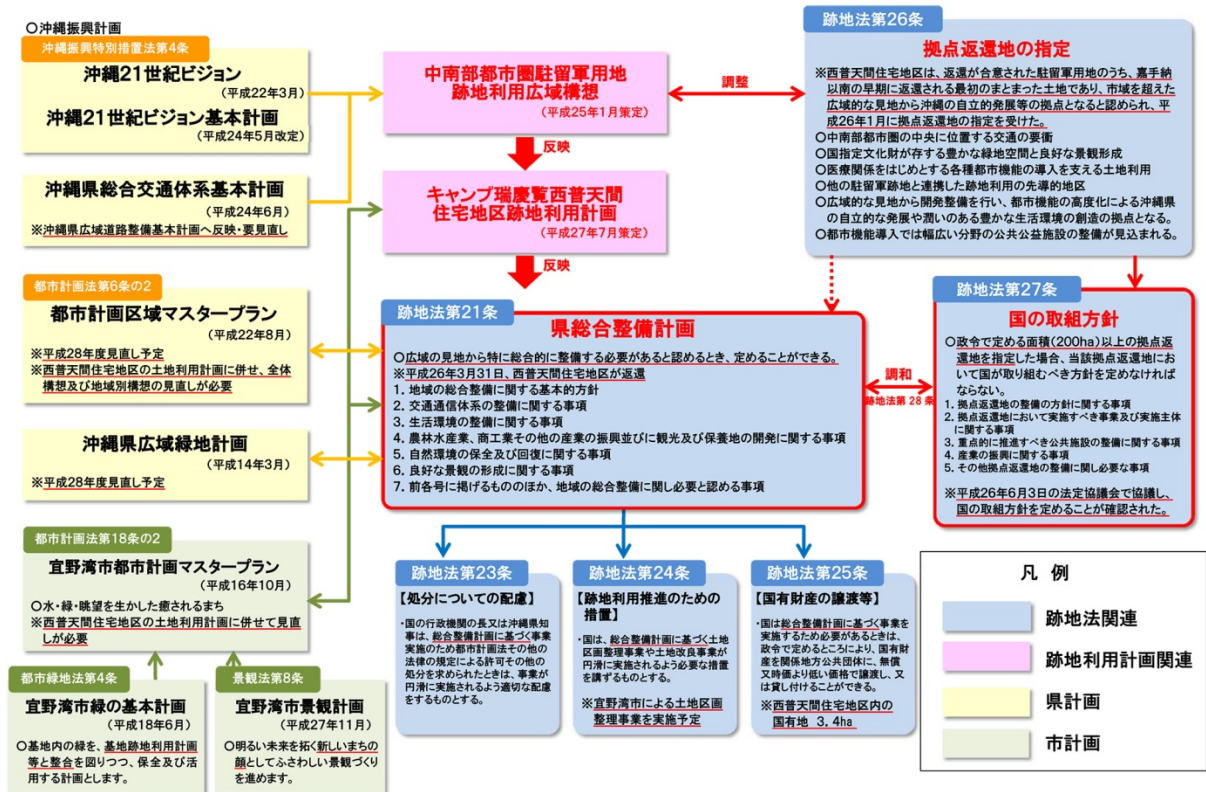 〇沖縄振興計画
沖縄振興特別措置法第4条
沖縄21世紀ビジョン
(平成22年3月)
沖縄21世紀ビジョン基本計画
(平成24年5月改定)
沖縄県総合交通体系基本計画
(平成24年6月)
※沖縄県広域道路整備基本計画へ反映・要見直し
都市計画法第6条の2
都市計画区域マスタープラン
(平成22年8月)
※平成28年度見直し予定
※西普天間住宅地区の土地利用計画に併せ、全体
構想及び地域別構想の見直しが必要
沖縄県広域緑地計画
(平成14年3月)
※平成28年度見直し予定
都市計画法第18条の2
宜野湾市都市計画マスタープラン
(平成16年10月)
〇水・緑・眺望を生かした癒されるまち
※西普天間住宅地区の土地利用計画に併せて見直
しが必要
都市緑地法第4条
宜野湾市緑の基本計画
(平成18年6月)
〇基地内の緑を、基地跡地利用計画
等と整合を図りつつ、保全及び活
用する計画とします。
景観法第8条
宜野湾市景観計画
(平成27年11月)
〇明るい未来を拓く新しいまちの
顔としてふさわしい景観づくり
を進めます。
中南部都市圏駐留軍用地
跡地利用広域構想
(平成25年1月策定)
反映
キャンプ瑞慶覧西普天間
住宅地区跡地利用計画
(平成27年7月策定)
反映
調整
跡地法第26条
拠点返還地の指定
※西普天間住宅地区は、返還が合意された駐留軍用地のうち、嘉手納
以南の早期に返還される最初のまとまった土地であり、市域を超えた
広域的な見地から沖縄の自立的発展等の拠点となると認められ、平
成26年1月に拠点返還地の指定を受けた。
〇中南部都市圏の中央に位置する交通の要衝
〇国指定文化財が存する豊かな緑地空間と良好な景観形成
〇医療関係をはじめとする各種都市機能の導入を支える土地利用
〇他の駐留軍跡地と連携した跡地利用の先導的地区
〇広域的な見地から開発整備を行い、都市機能の高度化による沖縄県
の自立的な発展や潤いのある豊かな生活環境の創造の拠点となる。
〇都市機能導入では幅広い分野の公共公益施設の整備が見込まれる。
跡地法第21条
県総合整備計画
〇広域の見地から特に総合的に整備する必要があると認めるとき、定めることができる。
※平成26年3月31日、西普天間住宅地区が返還
1. 地域の総合整備に関する基本的方針
2. 交通通信体系の整備に関する事項
3. 生活環境の整備に関する事項
4. 農林水産業、商工業その他の産業の振興並びに観光及び保養地の開発に関する事項
5. 自然環境の保全及び回復に関する事項
6. 良好な景観の形成に関する事項
7. 前各号に掲げるもののほか、地域の総合整備に関し必要と認める事項
調和
跡地法第28条
跡地法第27条
国の取組方針
〇政令で定める面積(200ha)以上の拠点返
還地を指定した場合、当該拠点返還地にお
いて国が取り組むべき方針を定めなければ
ならない。
1. 拠点返還地の整備の方針に関する事項
2. 拠点返還地において実施すべき事業及び実施主体
に関する事項
3. 重点的に推進すべき公共施設の整備に関する事項
4. 産業の振興に関する事項
5. その他拠点返還地の整備に関し必要な事項
※平成26年6月3日の法定協議会で協議し、
国の取組方針を定めることが確認された。
跡地法第23条
【処分についての配慮】
・国の行政機関の長又は沖縄県知
事は、総合整備計画に基づく事業
実施のため都市計画法その他の
法律の規定による許可その他の
処分を求められたときは、事業が
円滑に実施されるよう適切な配慮
をするものとする。
跡地法第24条
【跡地利用推進のための
措置】
・国は、総合整備計画に基づく土地
区画整理事業や土地改良事業が
円滑に実施されるよう必要な措置
を講ずるものとする。
※宜野湾市による土地区画
整理事業を実施予定
跡地法第25条
【国有財産の譲渡等】
・国は総合整備計画に基づく事業を
実施するため必要があるときは、
政令で定めるところにより、国有財
産を関係地方公共団体に、無償
又時価より低い価格で譲渡し、又
は貸し付けることができる。
※西普天間住宅地区内の
国有地 3.4ha
凡 例
跡地法関連
跡地利用計画関連
県計画
市計画